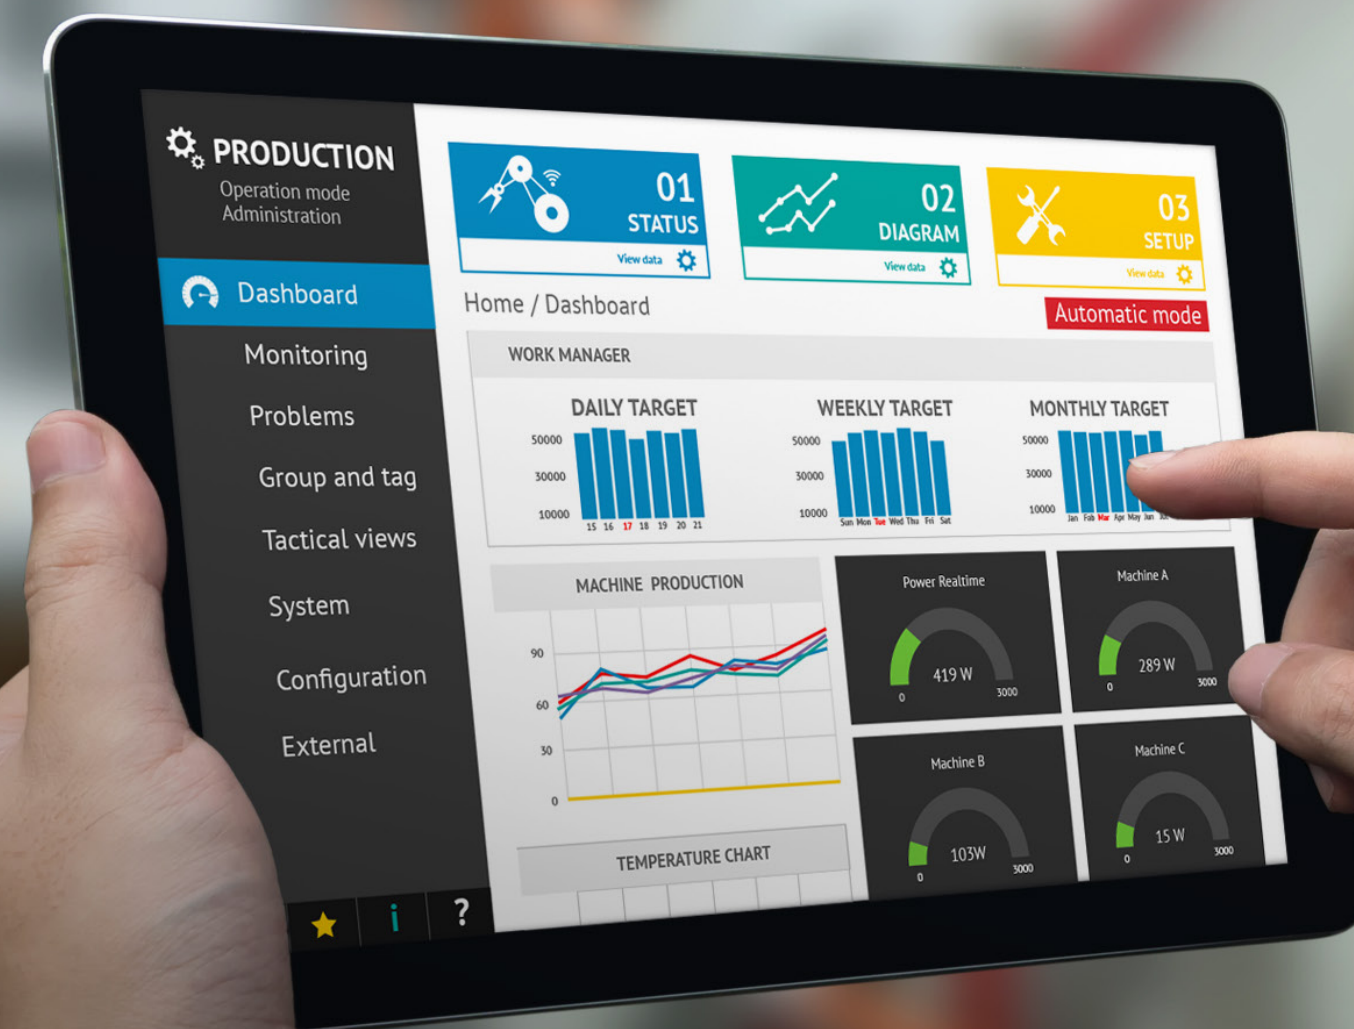 PRODUCTION
Operation mode
Administration
Dashboard
Monitoring
Problems
Group and tag
Tactical views
System
Configuration
External
i
?
01
STATUS
View data
02
DIAGRAM
View data
03
SETUP
View data
Home / Dashboard
Automatic mode
WORK MANAGER
DAILY TARGET
50000
30000
10000
15 16 17 18 19 20 21
WEEKLY TARGET
50000
30000
10000
Sun Mon Tue Wed Thu Fri Sat
MONTHLY TARGET
50000
30000
10000
Jan Fab Mar Apr May Jun
MACHINE PRODUCTION
90
60
30
0
Power Realtime
419 W
0
3000
Machine A
289 W
0
3000
Machine B
103W
0
3000
Machine C
15 W
0
3000
TEMPERATURE CHART